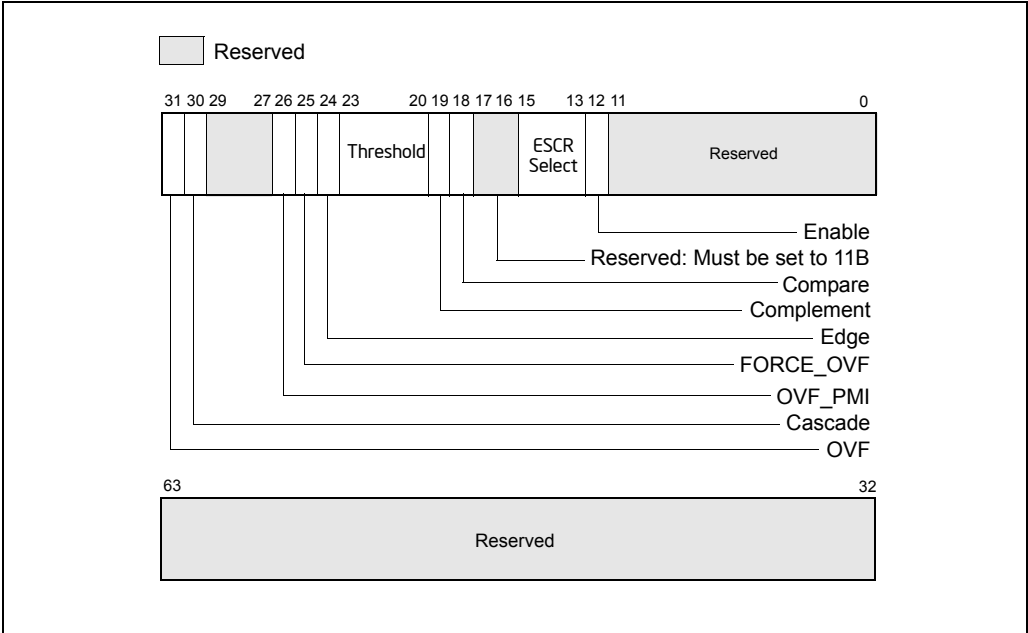 Reserved
31 30 29 27 26 25 24 23 20 19 18 17 16 15 13 12 11 0
Threshold
ESCR
Select
Reserved
Enable
Reserved: Must be set to 11B
Compare
Complement
Edge
FORCE_OVF
OVF_PMI
Cascade
OVF
63 32
Reserved